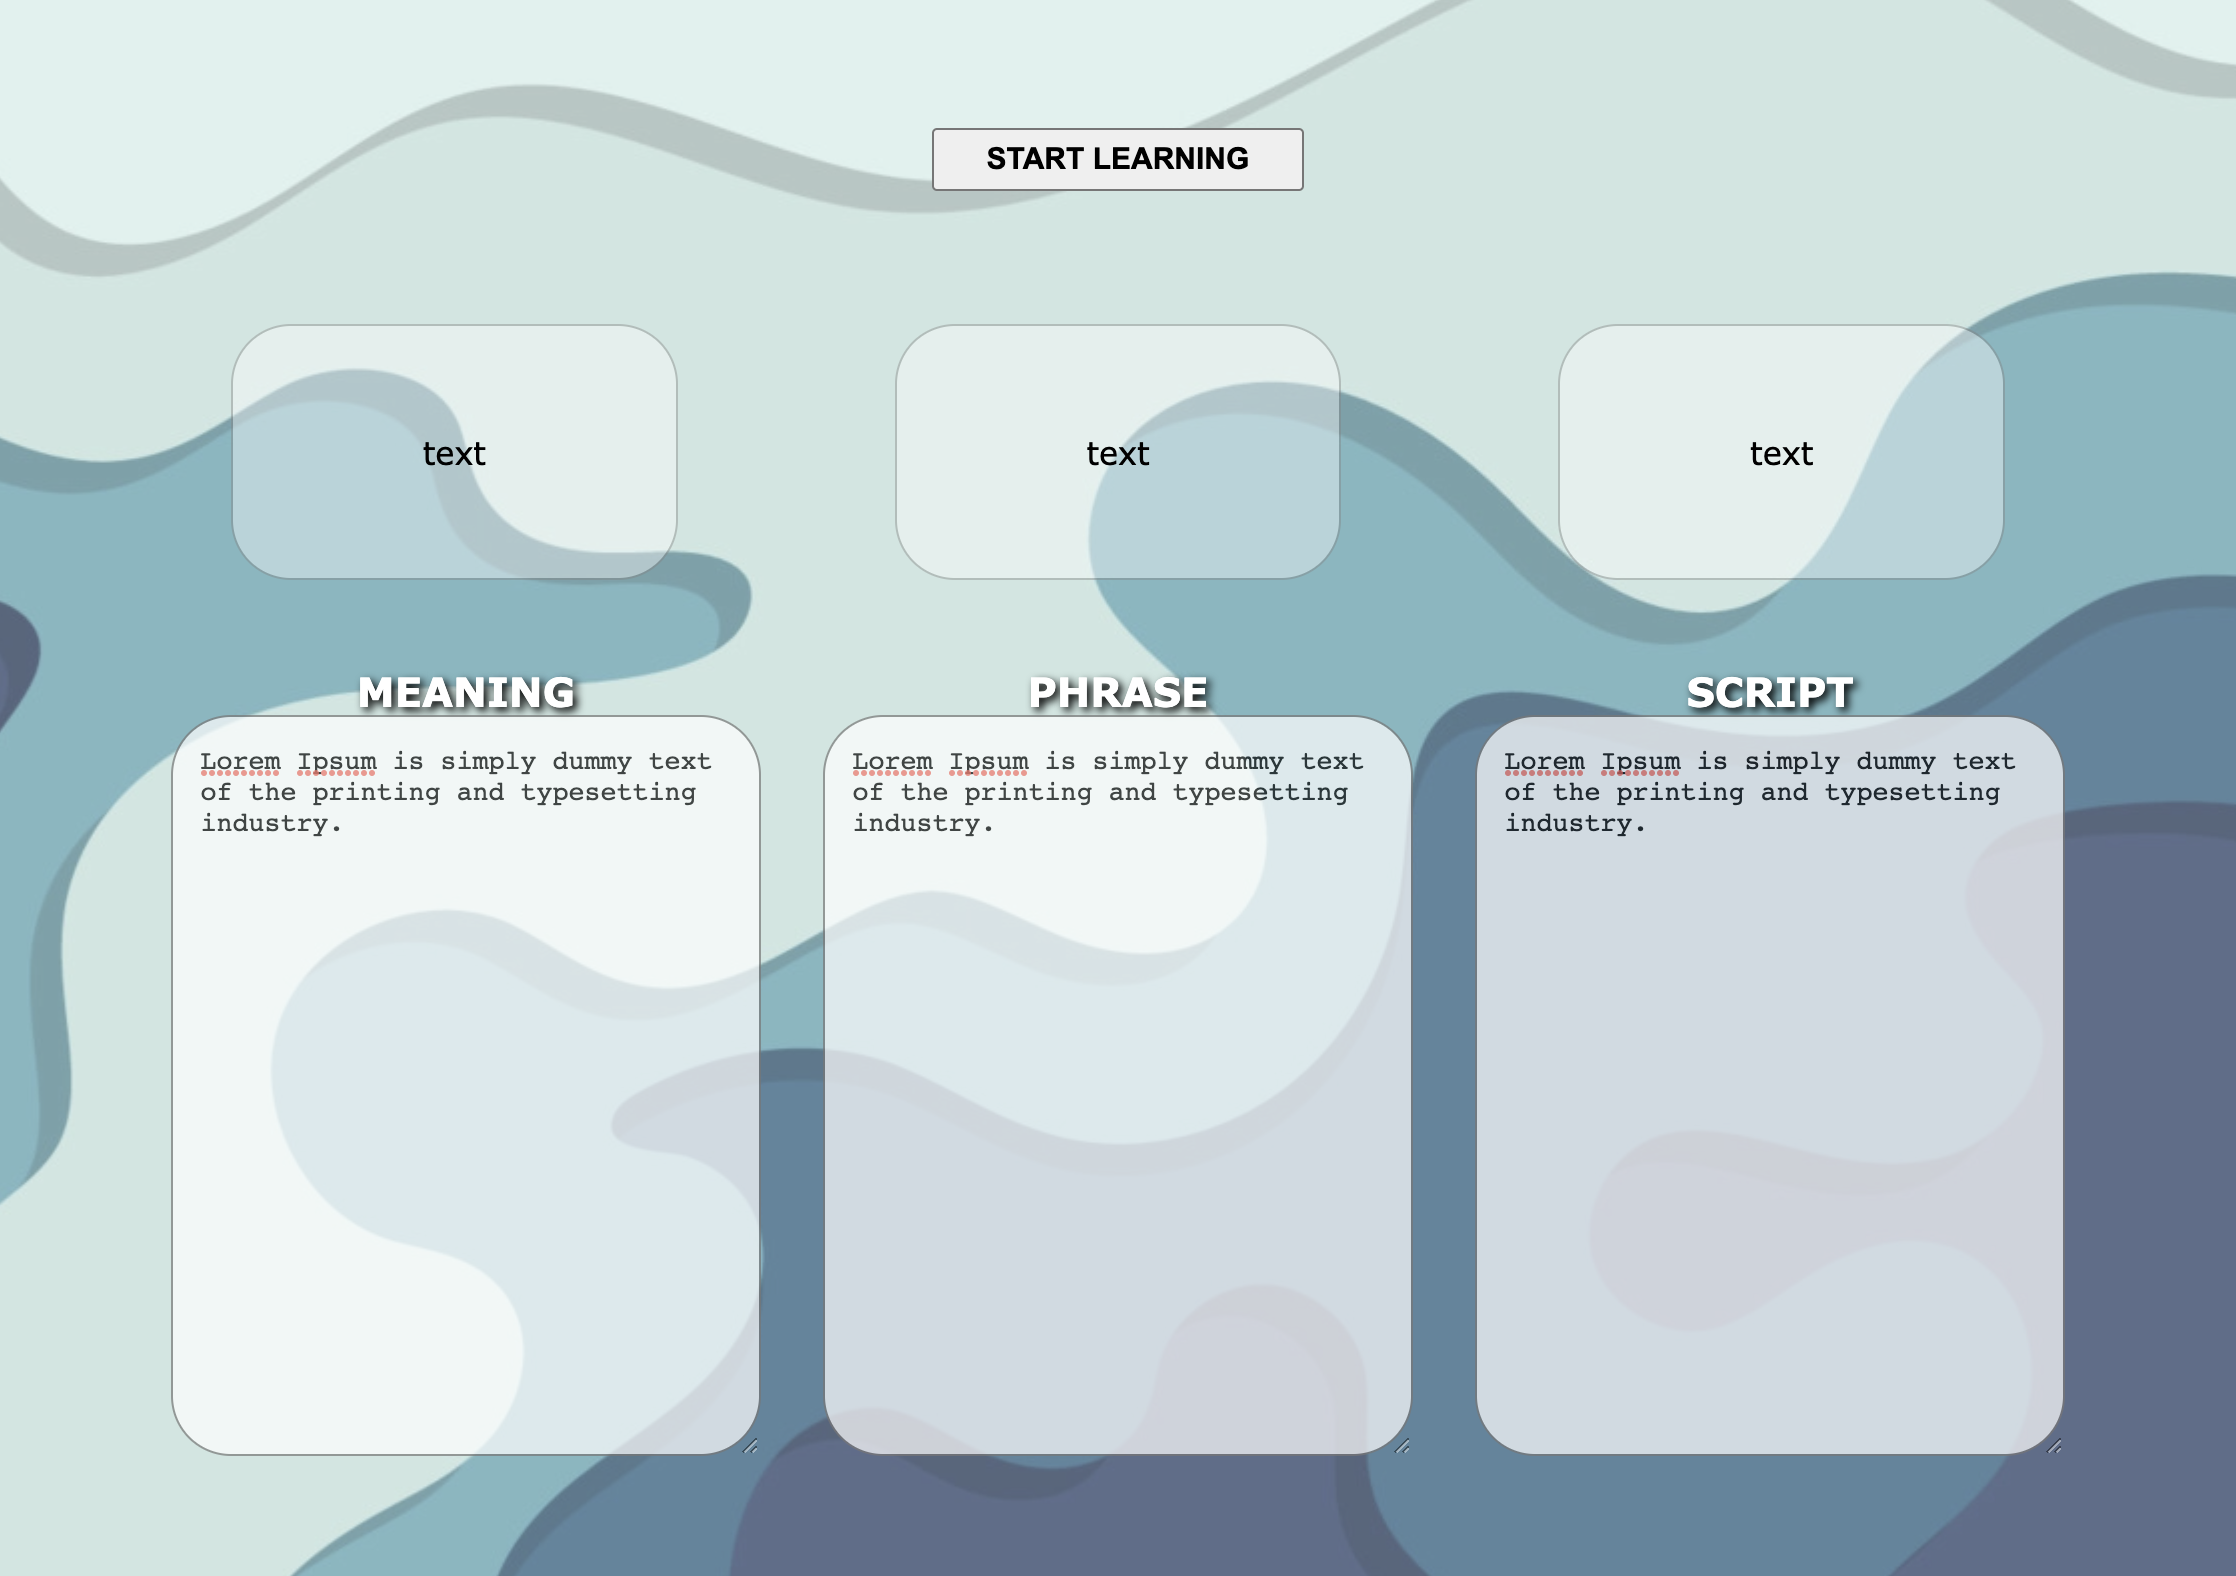 START LEARNING
text
text
text
MEANING
Lorem Ipsum is simply dummy text
of the printing and typesetting
industry.
PHRASE
Lorem Ipsum is simply dummy text
of the printing and typesetting
industry.
SCRIPT
Lorem Ipsum is simply dummy text
of the printing and typesetting
industry.